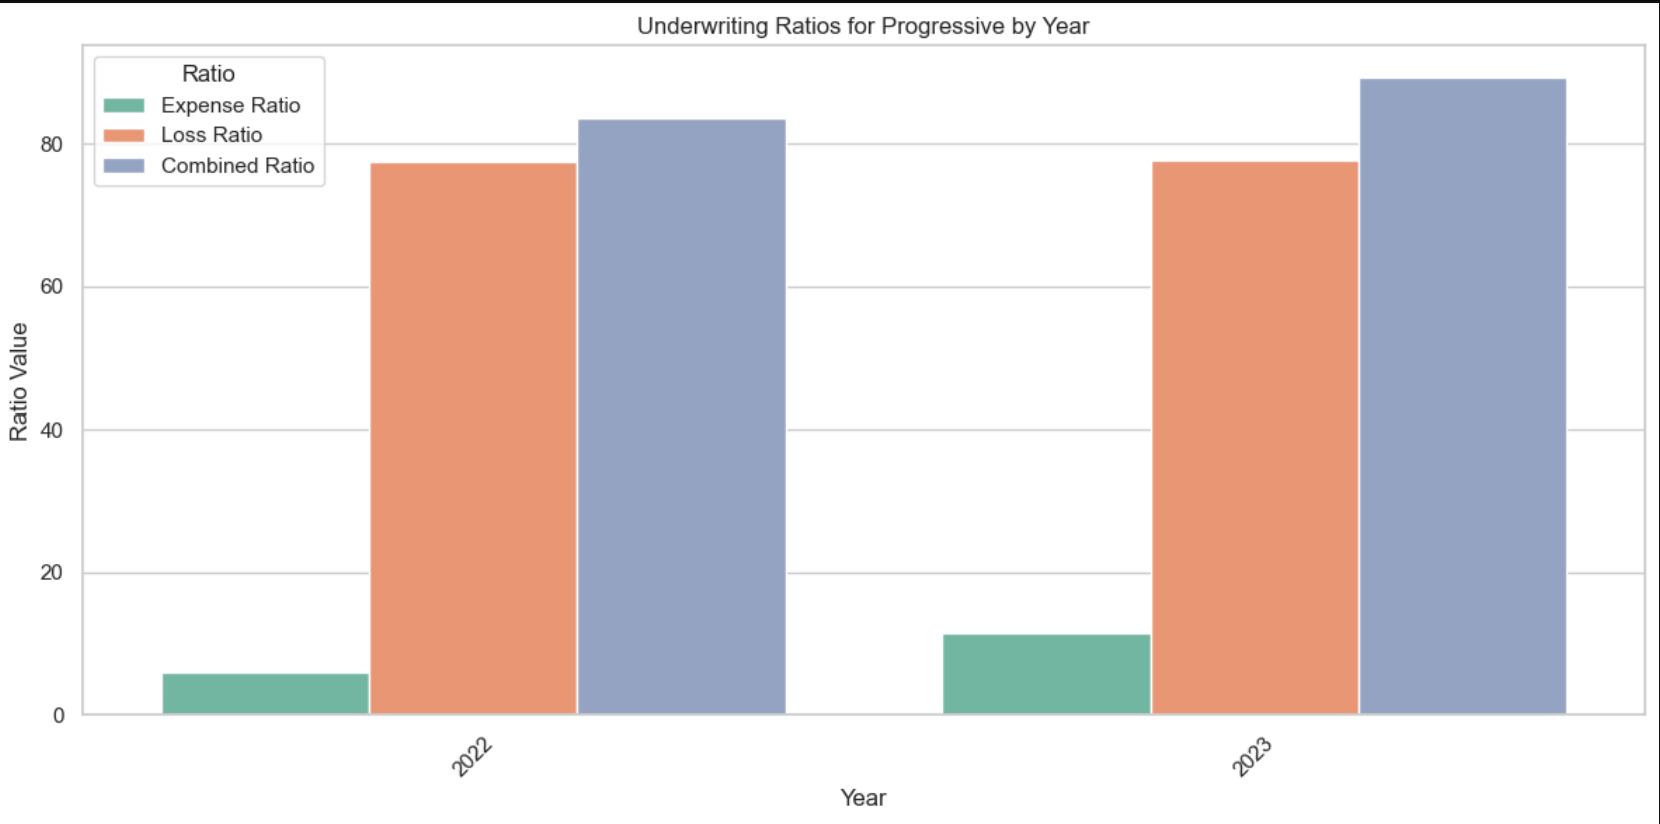 Underwriting Ratios for Progressive by Year
Ratio
Expense Ratio
Loss Ratio
Combined Ratio
Ratio Value
80
60
40
20
0
2022
2023
Year